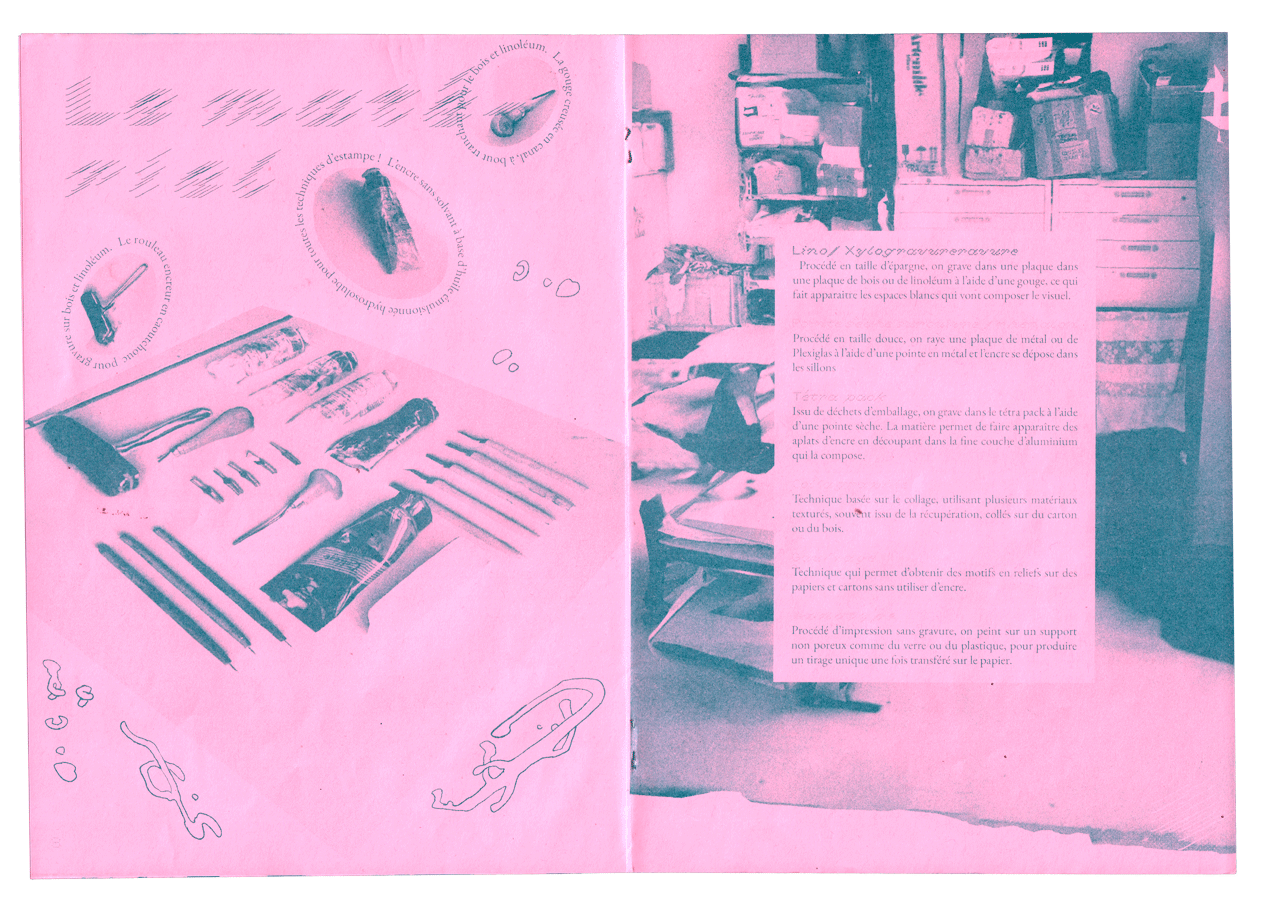 La gouge creusée en canal, à bout tranchant pour le bois et linoléum.
L'encre sans solvant à base d'huile émulsionnée hydrosoluble pour toutes les techniques d'estampe !
Le rouleau encreur en caoutchouc pour gravure sur bois et linoléum.
FRAGILE
Lino/ Xylogravureravure
Procédé en taille d'épargne, on grave dans une plaque dans
une plaque de bois ou de linoléum à l'aide d'une gouge, ce qui
fait apparaitre les espaces blancs qui vont composer le visuel.
Procédé en taille douce, on raye une plaque de métal ou de
Plexiglas à l'aide d'une pointe en métal et l'encre se dépose dans
les sillons
Tétra pack
Issu de déchets d'emballage, on grave dans le tétra pack à l'aide
d'une pointe sèche. La matière permet de faire apparaître des
aplats d'encre en découpant dans la fine couche d'aluminium
qui la compose.
Technique basée sur le collage, utilisant plusieurs matériaux
texturés, souvent issu de la récupération, collés sur du carton
ou du bois.
Technique qui permet d'obtenir des motifs en reliefs sur des
papiers et cartons sans utiliser d'encre.
Procédé d'impression sans gravure, on peint sur un support
non poreux comme du verre ou du plastique, pour produire
un tirage unique une fois transféré sur le papier.